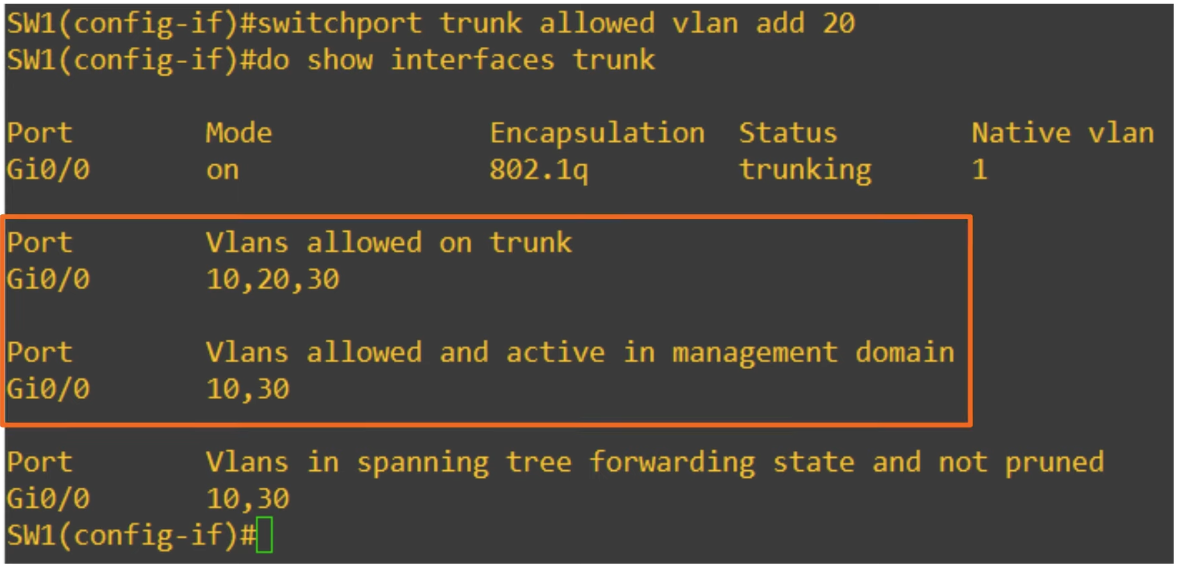 SW1(config-if)#switchport trunk allowed vlan add 20
SW1(config-if)#do show interfaces trunk
Port        Mode             Encapsulation  Status        Native vlan
Gi0/0       on               802.1q         trunking      1
Port        Vlans allowed on trunk
Gi0/0       10,20,30
Port        Vlans allowed and active in management domain
Gi0/0       10,30
Port        Vlans in spanning tree forwarding state and not pruned
Gi0/0       10,30
SW1(config-if)#